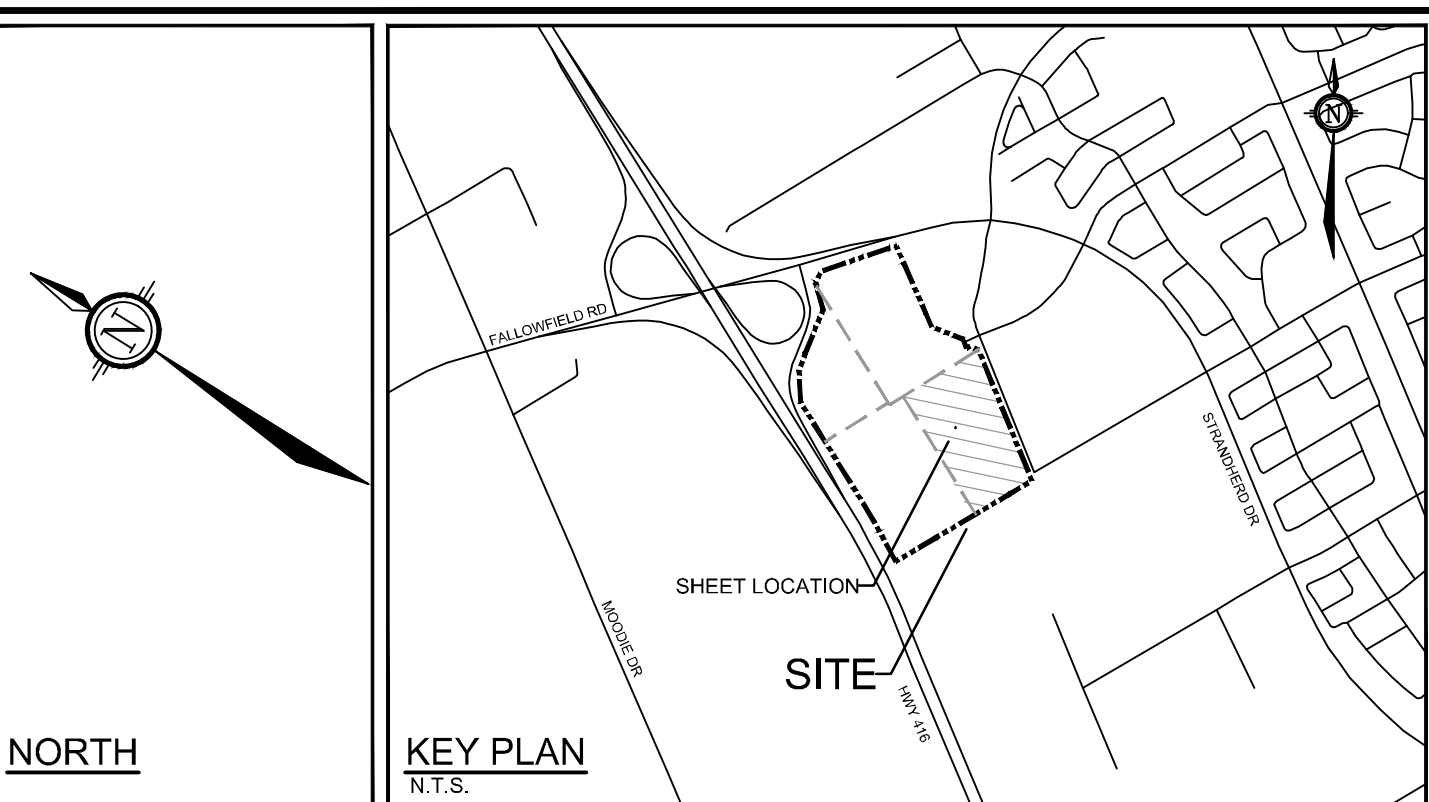 N
NORTH
N
FALLOWFIELD RD
STRANDHERD DR
SHEET LOCATION
MOODIE DR
SITE
HWY 416
KEY PLAN
N.T.S.